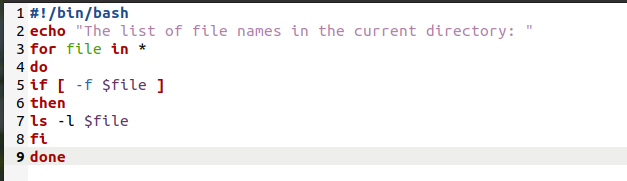 1 #!/bin/bash
2 echo "The list of file names in the current directory: "
3 for file in *
4 do
5 if [ -f $file ]
6 then
7 ls -l $file
8 fi
9 done